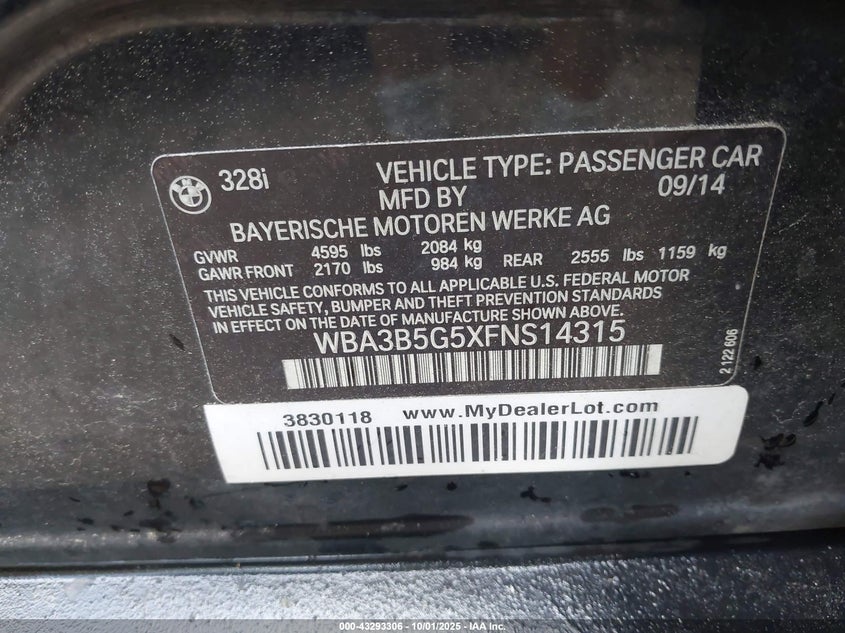 BMW
328i VEHICLE TYPE: PASSENGER CAR
MFD BY 09/14
BAYERISCHE MOTOREN WERKE AG
GVWR 4595 lbs 2084 kg
GAWR FRONT 2170 lbs 984 kg REAR 2555 lbs 1159 kg
THIS VEHICLE CONFORMS TO ALL APPLICABLE U.S. FEDERAL MOTOR
VEHICLE SAFETY, BUMPER AND THEFT PREVENTION STANDARDS
IN EFFECT ON THE DATE OF MANUFACTURE SHOWN ABOVE.
WBA3B5G5XFNS14315
2 122 606
3830118 www.MyDealerLot.com
000-43293306 - 10/01/2025 - IAA Inc.